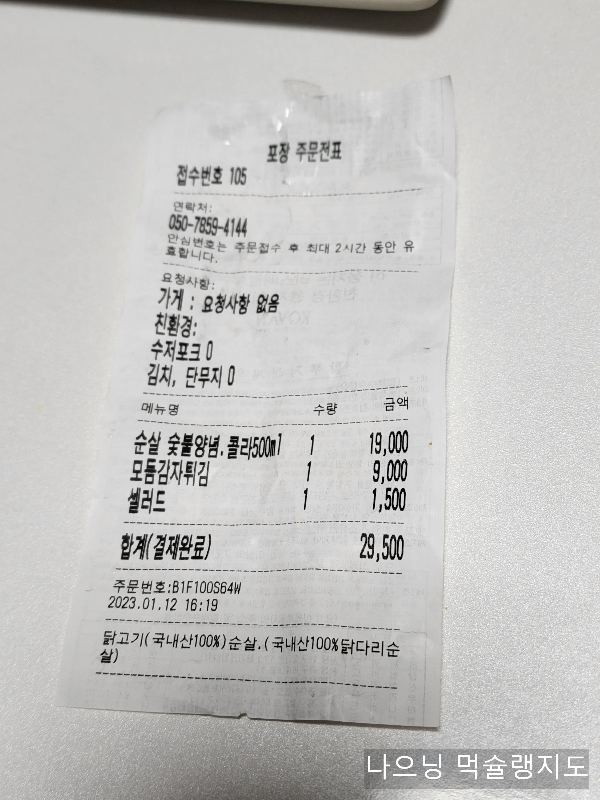 포장 주문전표
접수번호 105
연락처:
050-7859-4144
안심번호는 주문접수 후 최대 2시간 동안 유
효합니다.
요청사항:
가게 : 요청사항 없음
친환경:
수저포크 0
김치, 단무지 0
메뉴명 수량 금액
순살 숯불양념.콜라500ml 1 19,000
모듬감자튀김 1 9,000
셀러드 1 1,500
합계(결제완료) 29,500
주문번호:B1F100S64W
2023.01.12 16:19
닭고기(국내산100%)순살.(국내산100%닭다리순
살)
나으닝 먹슐랭지도